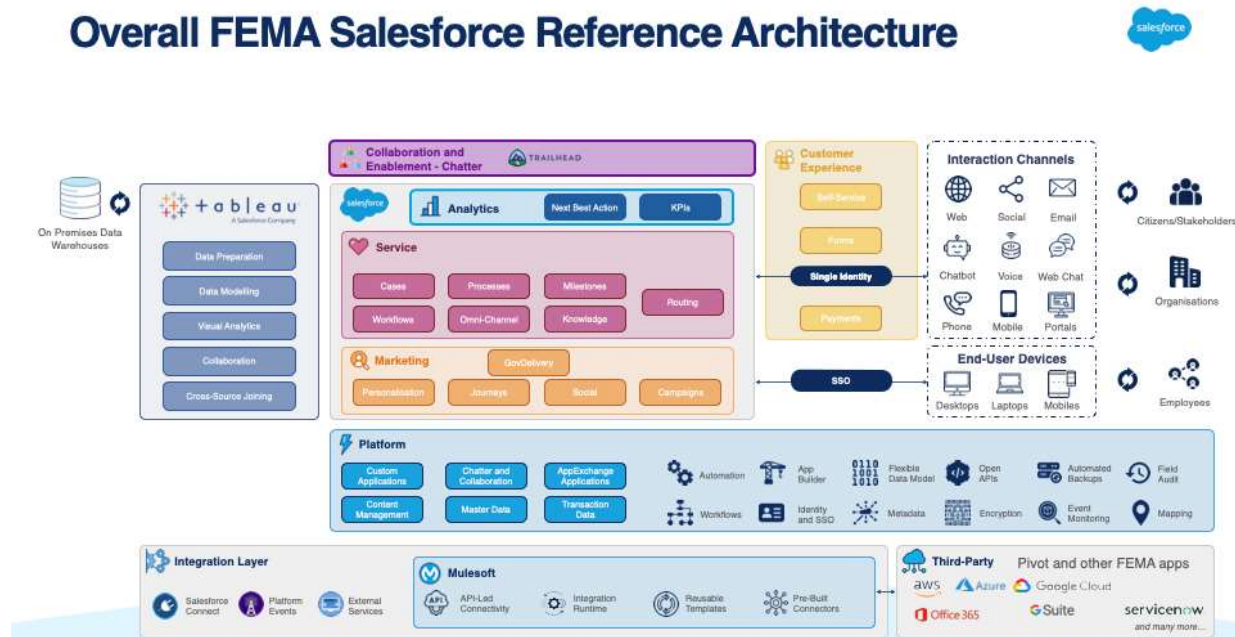 Overall FEMA Salesforce Reference Architecture
salesforce
Collaboration and
Enablement - Chatter
TRAILHEAD
Customer
Experience
Self-Service
Forms
Single Identity
Payments
SSO
Interaction Channels
Web
Social
Email
Chatbot
Voice
Web Chat
Phone
Mobile
Portals
End-User Devices
Desktops
Laptops
Mobiles
Citizens/Stakeholders
Organisations
Employees
On Premises Data
Warehouses
+ableau
A Salesforce Company
Data Preparation
Data Modelling
Visual Analytics
Collaboration
Cross-Source Joining
salesforce
Analytics
Next Best Action
KPIs
Service
Cases
Processes
Milestones
Routing
Workflows
Omni-Channel
Knowledge
Marketing
GovDelivery
Personalisation
Journeys
Social
Campaigns
Platform
Custom
Applications
Chatter and
Collaboration
AppExchange
Applications
Content
Management
Master Data
Transaction
Data
Automation
App
Builder
0110
1001
1010
Flexible
Data Model
Open
APIs
Automated
Backups
Field
Audit
Workflows
Identity
and SSO
Metadata
Encryption
Event
Monitoring
Mapping
Integration Layer
Salesforce
Connect
Platform
Events
External
Services
Mulesoft
API
API-Led
Connectivity
Integration
Runtime
Reusable
Templates
Pre-Built
Connectors
Third-Party
Pivot and other FEMA apps
aws
Azure
Google Cloud
Office 365
G Suite
servicenow
and many more...